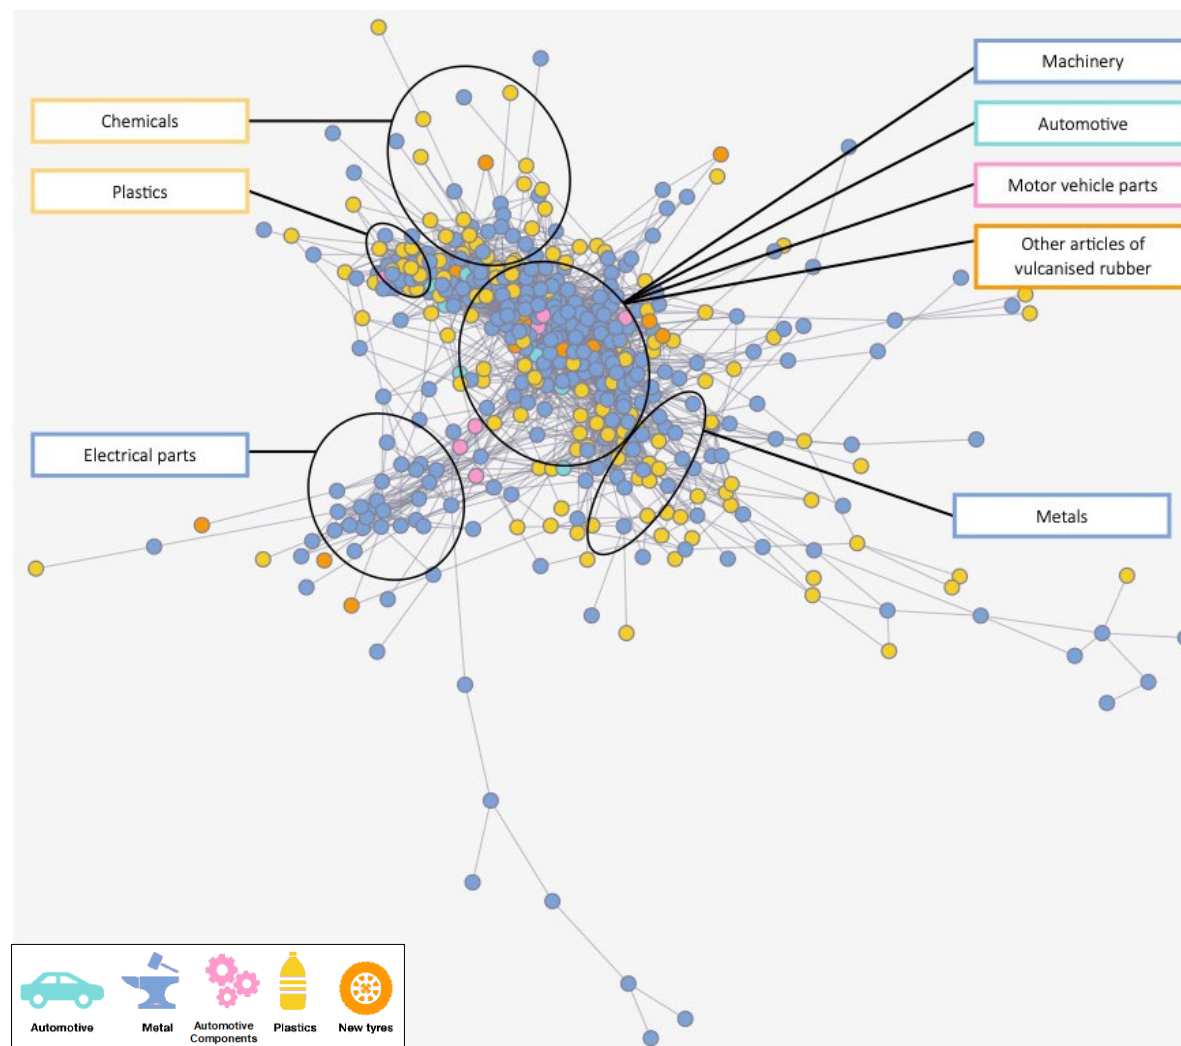 Machinery
Chemicals
Automotive
Plastics
Motor vehicle parts
Other articles of
vulcanised rubber
Electrical parts
Metals
Automotive
Metal
Automotive
Components
Plastics
New tyres